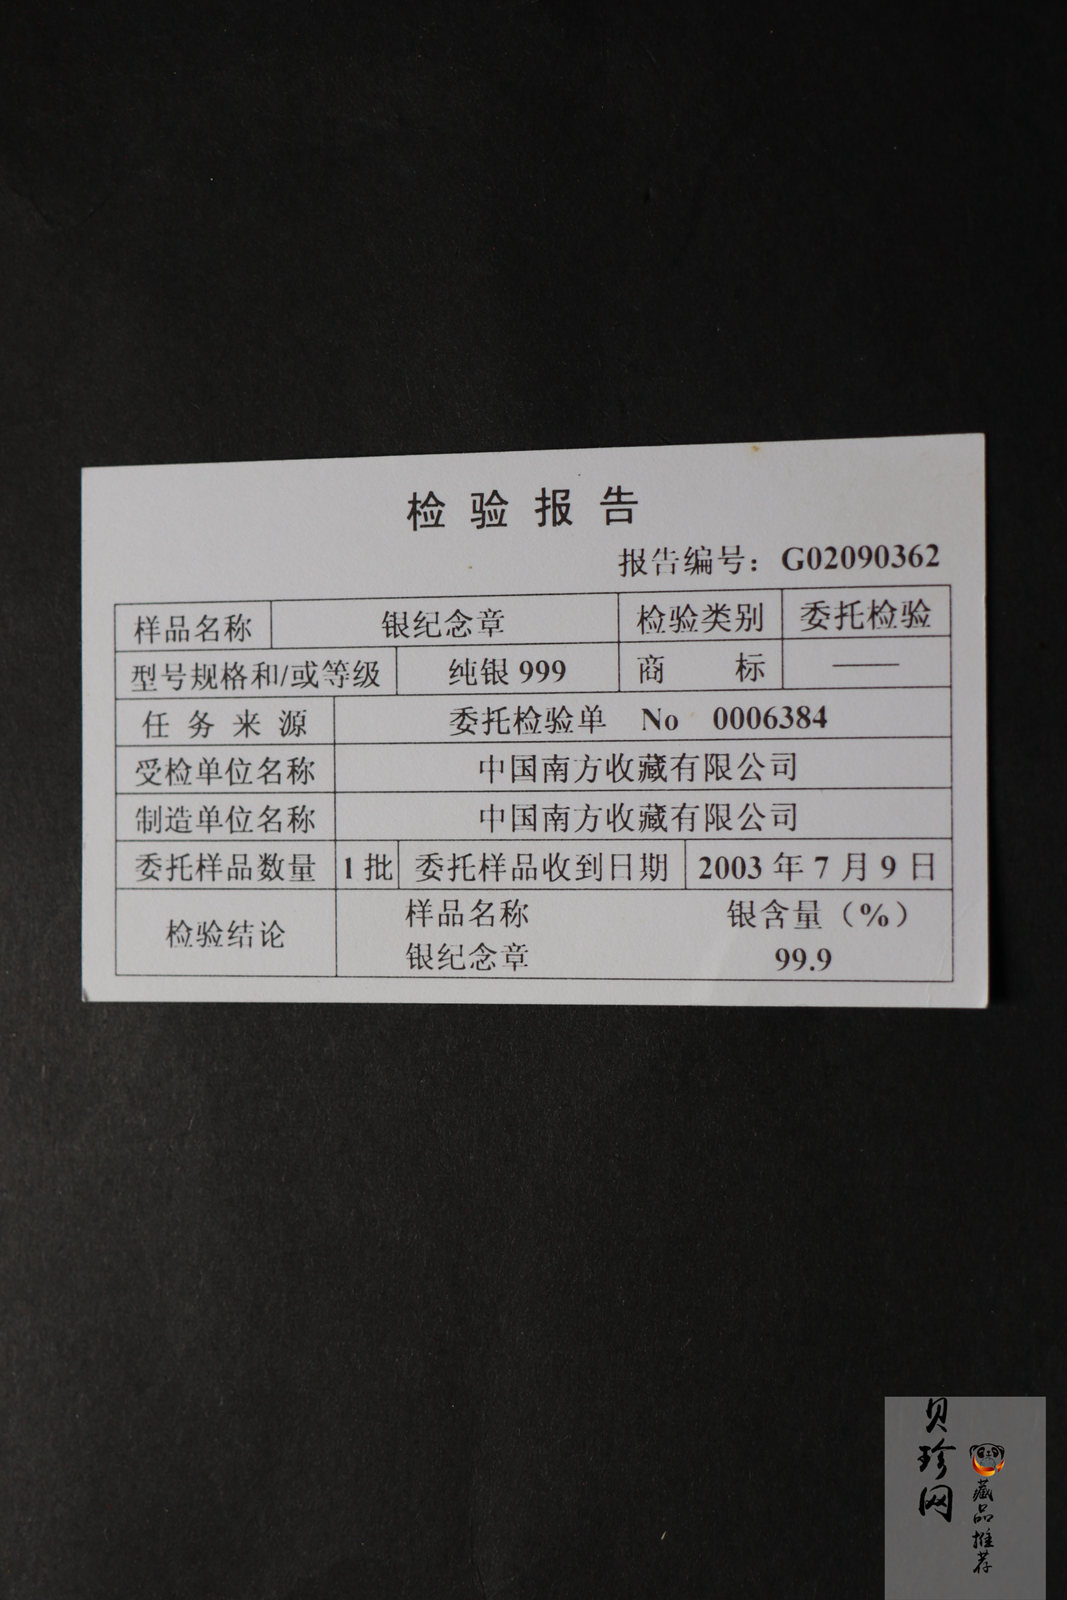 检验报告
报告编号：G02090362
样品名称 银纪念章 检验类别 委托检验
型号规格和/或等级 纯银 999 商 标 ——
任务来源 委托检验单 No 0006384
受检单位名称 中国南方收藏有限公司
制造单位名称 中国南方收藏有限公司
委托样品数量 1 批 委托样品收到日期 2003 年 7 月 9 日
检验结论 样品名称 银含量（%）
银纪念章 99.9
贝珍网
藏品推荐